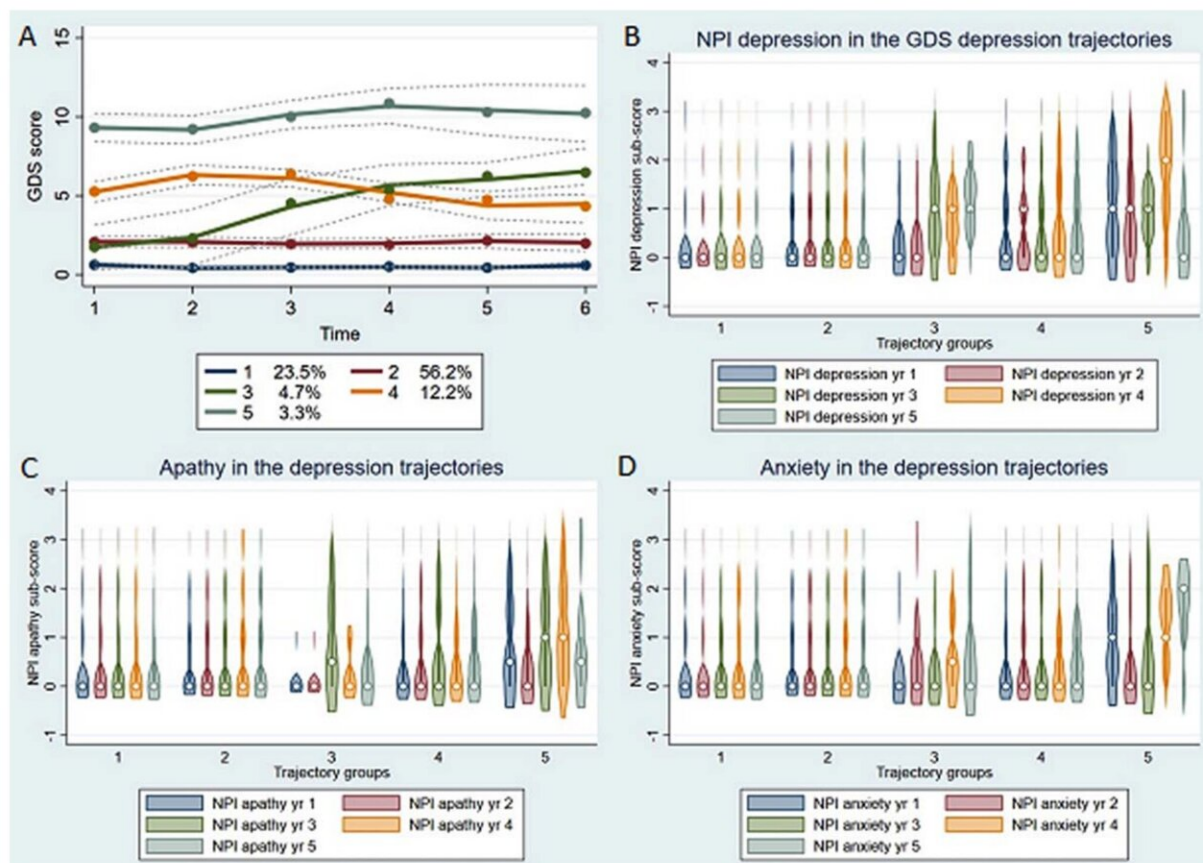 A
15
10
5
0
GDS score
1 2 3 4 5 6
Time
1 23.5% 2 56.2%
3 4.7% 4 12.2%
5 3.3%
B
NPI depression in the GDS depression trajectories
4
3
2
1
0
-1
NPI depression sub-score
1 2 3 4 5
Trajectory groups
NPI depression yr 1 NPI depression yr 2
NPI depression yr 3 NPI depression yr 4
NPI depression yr 5
C
Apathy in the depression trajectories
4
3
2
1
0
-1
NPI apathy sub-score
1 2 3 4 5
Trajectory groups
NPI apathy yr 1 NPI apathy yr 2
NPI apathy yr 3 NPI apathy yr 4
NPI apathy yr 5
D
Anxiety in the depression trajectories
4
3
2
1
0
-1
NPI anxiety sub-score
1 2 3 4 5
Trajectory groups
NPI anxiety yr 1 NPI anxiety yr 2
NPI anxiety yr 3 NPI anxiety yr 4
NPI anxiety yr 5